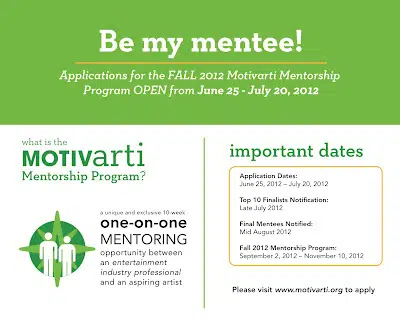 Be my mentee!
Applications for the FALL 2012 Motivarti Mentorship
Program OPEN from June 25 - July 20, 2012
what is the
MOTIVarti
Mentorship Program?
a unique and exclusive 10-week
one-on-one
MENTORING
opportunity between
an entertainment
industry professional
and an aspiring artist
important dates
Application Dates:
June 25, 2012 – July 20, 2012
Top 10 Finalists Notification:
Late July 2012
Final Mentees Notified:
Mid August 2012
Fall 2012 Mentorship Program:
September 2, 2012 – November 10, 2012
Please visit www.motivarti.org to apply